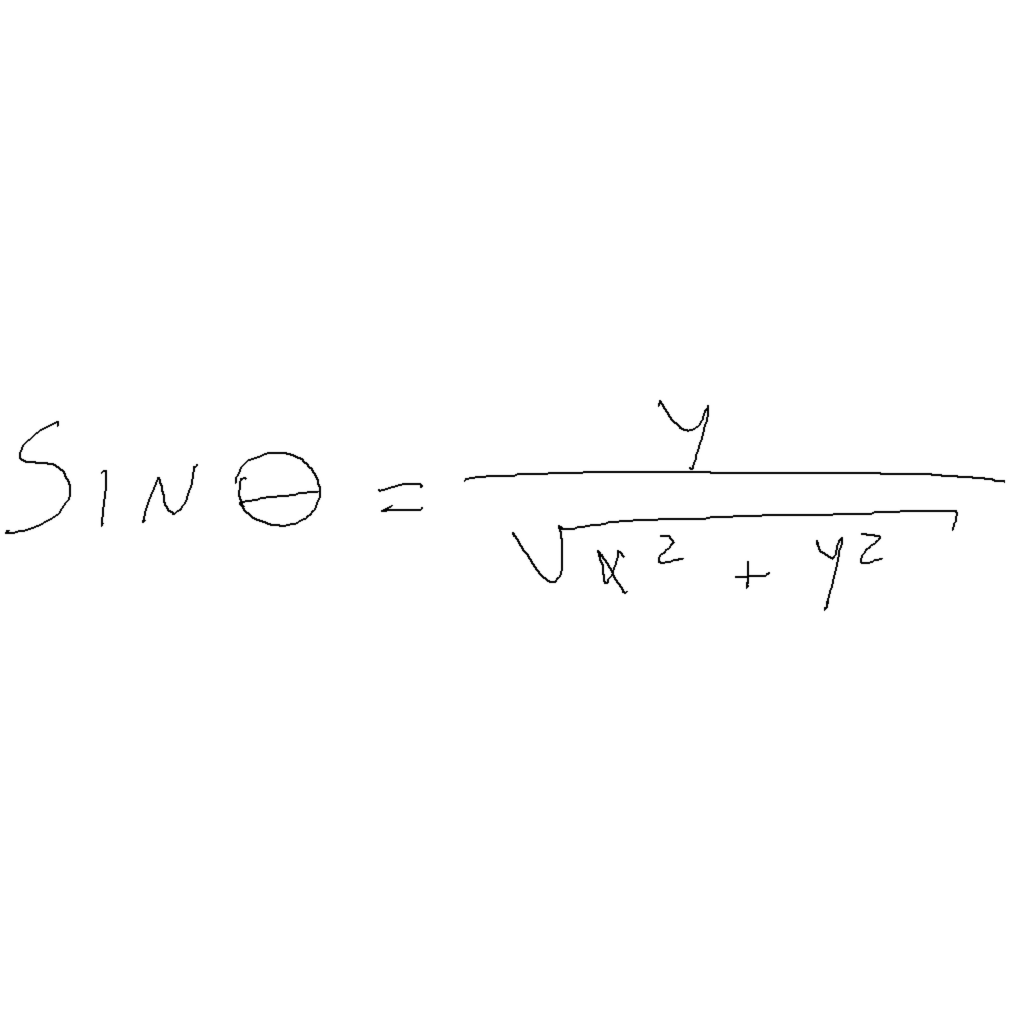 SIN θ = y / √(x² + y²)